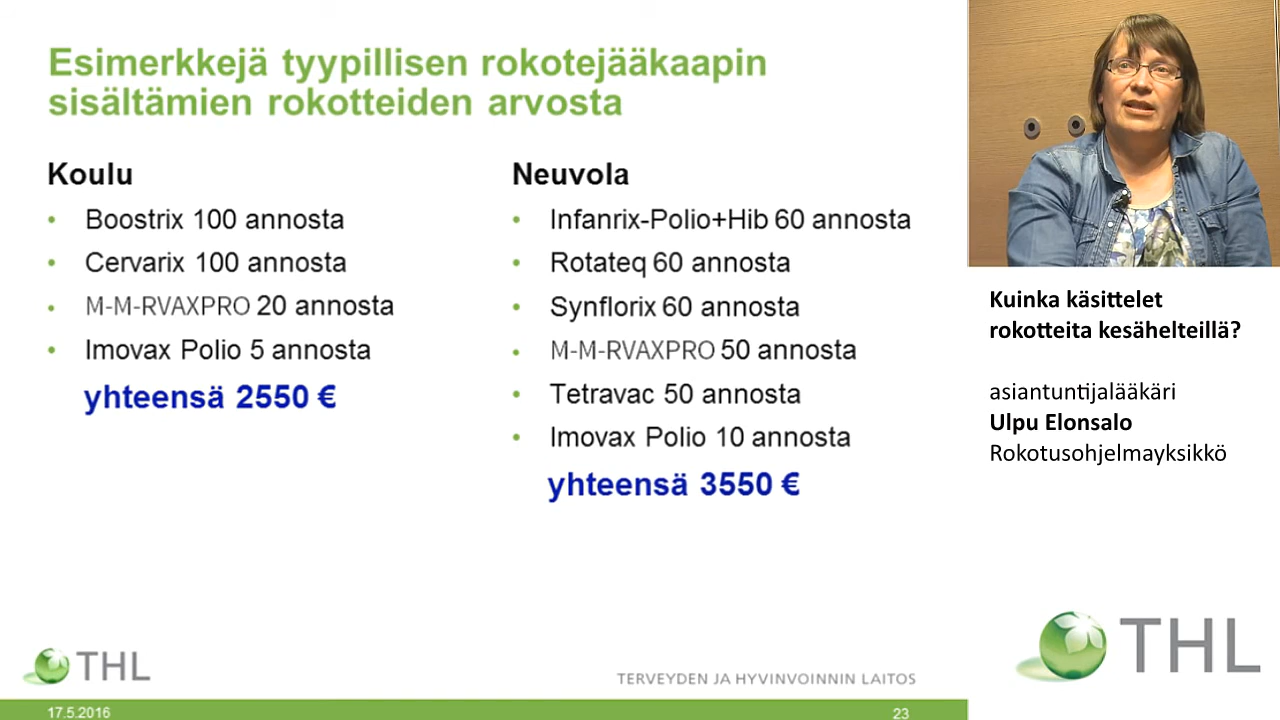 Esimerkkejä tyypillisen rokotejääkaapin
sisältämien rokotteiden arvosta
Koulu
• Boostrix 100 annosta
• Cervarix 100 annosta
• M-M-RVAXPRO 20 annosta
• Imovax Polio 5 annosta
yhteensä 2550 €
Neuvola
• Infanrix-Polio+Hib 60 annosta
• Rotateq 60 annosta
• Synflorix 60 annosta
• M-M-RVAXPRO 50 annosta
• Tetravac 50 annosta
• Imovax Polio 10 annosta
yhteensä 3550 €
THL
TERVEYDEN JA HYVINVOINNIN LAITOS
17.5.2016
23
Kuinka käsittelet
rokotteita kesähelteillä?
asiantuntijalääkäri
Ulpu Elonsalo
Rokotusohjelmayksikkö
THL